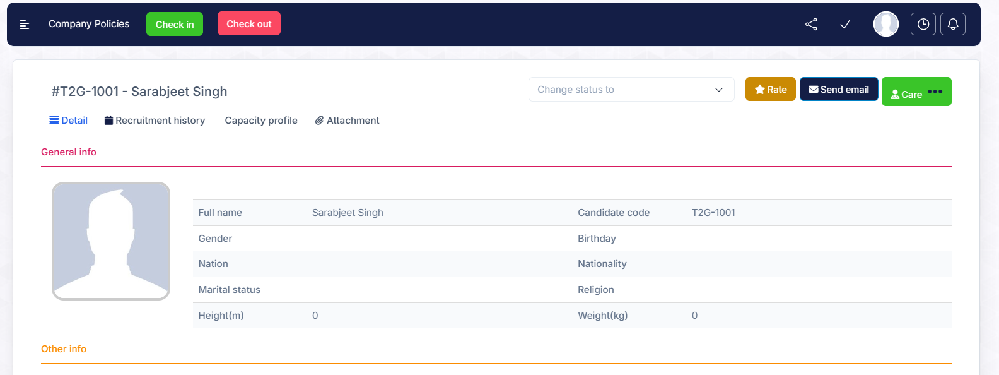 Company Policies Check in Check out
#T2G-1001 - Sarabjeet Singh Change status to Rate Send email Care •••
Detail Recruitment history Capacity profile Attachment
General info
Full name Sarabjeet Singh Candidate code T2G-1001
Gender Birthday
Nation Nationality
Marital status Religion
Height(m) 0 Weight(kg) 0
Other info